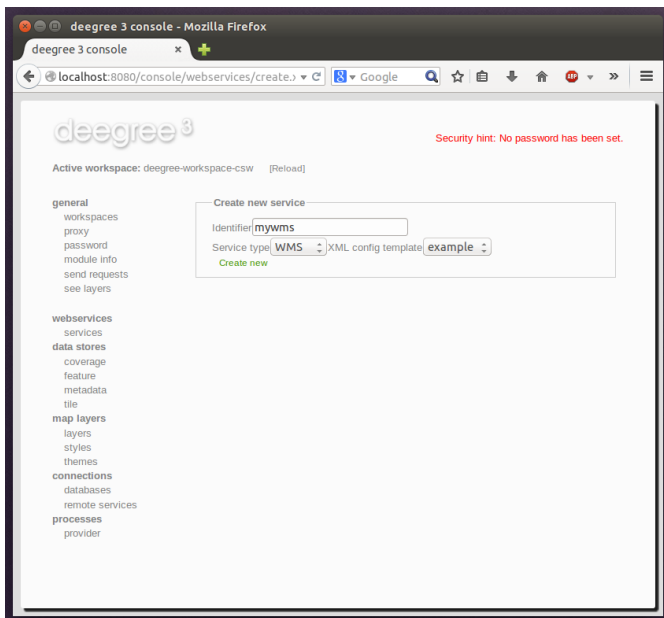 deegree 3 console - Mozilla Firefox
deegree 3 console
localhost:8080/console/webservices/create.
Google
ABP
deegree 3
Security hint: No password has been set.
Active workspace: deegree-workspace-csw [Reload]
general
workspaces
proxy
password
module info
send requests
see layers
webservices
services
data stores
coverage
feature
metadata
tile
map layers
layers
styles
themes
connections
databases
remote services
processes
provider
Create new service
Identifier mywms
Service type WMS XML config template example
Create new